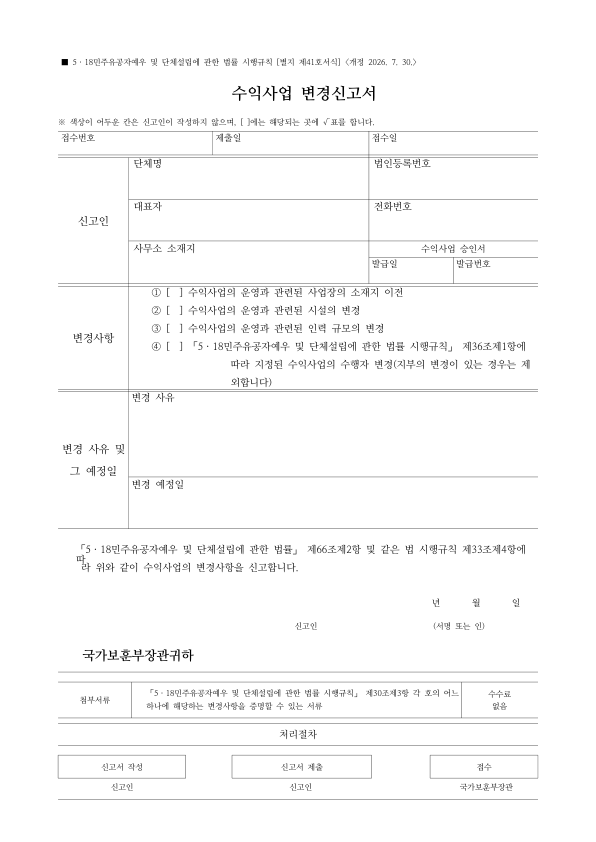 ■ 5ㆍ18민주유공자예우 및 단체설립에 관한 법률 시행규칙 [별지 제41호서식] 〈개정 2026. 7. 30.〉
수익사업 변경신고서
※ 색상이 어두운 칸은 신고인이 작성하지 않으며, [ ]에는 해당되는 곳에 √표를 합니다.
접수번호 제출일 접수일
신고인
단체명 법인등록번호
대표자 전화번호
사무소 소재지 수익사업 승인서
발급일 발급번호
변경사항
① [ ] 수익사업의 운영과 관련된 사업장의 소재지 이전
② [ ] 수익사업의 운영과 관련된 시설의 변경
③ [ ] 수익사업의 운영과 관련된 인력 규모의 변경
④ [ ] 「5ㆍ18민주유공자예우 및 단체설립에 관한 법률 시행규칙」 제36조제1항에
따라 지정된 수익사업의 수행자 변경(지부의 변경이 있는 경우는 제
외합니다)
변경 사유 및
그 예정일
변경 사유
변경 예정일
「5ㆍ18민주유공자예우 및 단체설립에 관한 법률」 제66조제2항 및 같은 법 시행규칙 제33조제4항에
따
라 위와 같이 수익사업의 변경사항을 신고합니다.
년 월 일
신고인 (서명 또는 인)
국가보훈부장관귀하
첨부서류
「5ㆍ18민주유공자예우 및 단체설립에 관한 법률 시행규칙」 제30조제3항 각 호의 어느
하나에 해당하는 변경사항을 증명할 수 있는 서류
수수료
없음
처리절차
신고서 작성 신고서 제출 접수
신고인 신고인 국가보훈부장관